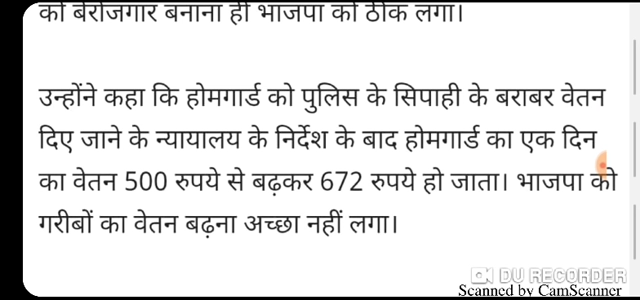 को बेरोजगार बनाना ही भाजपा को ठीक लगा।
उन्होंने कहा कि होमगार्ड को पुलिस के सिपाही के बराबर वेतन
दिए जाने के न्यायालय के निर्देश के बाद होमगार्ड का एक दिन
का वेतन 500 रुपये से बढ़कर 672 रुपये हो जाता। भाजपा को
गरीबों का वेतन बढ़ना अच्छा नहीं लगा।
DU RECORDER
Scanned by CamScanner